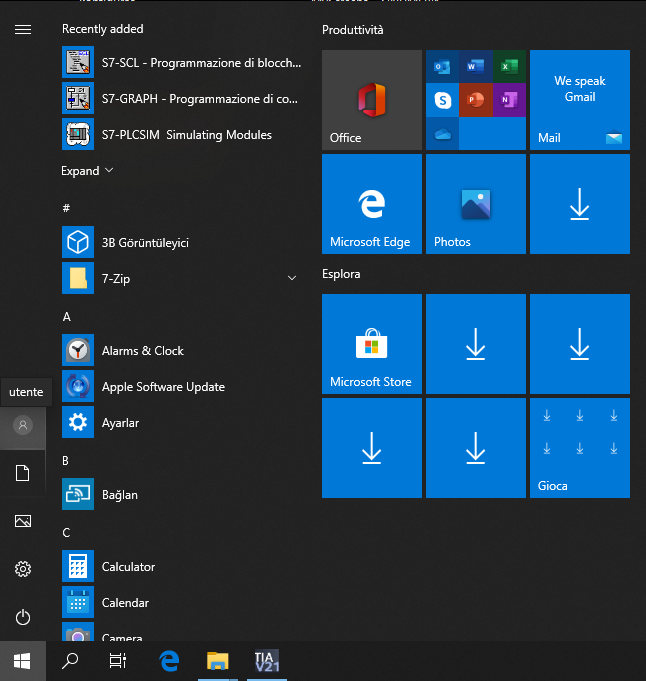 Recently added
S7-SCL - Programmazione di blocch...
S7-GRAPH - Programmazione di co...
S7-PLCSIM Simulating Modules
Expand
#
3B Görüntüleyici
7-Zip
A
Alarms & Clock
Apple Software Update
Ayarlar
B
Bağlan
C
Calculator
Calendar
Camera
utente
Produttività
Office
We speak
Gmail
Mail
Microsoft Edge
Photos
Esplora
Microsoft Store
Gioca
TIA
V21